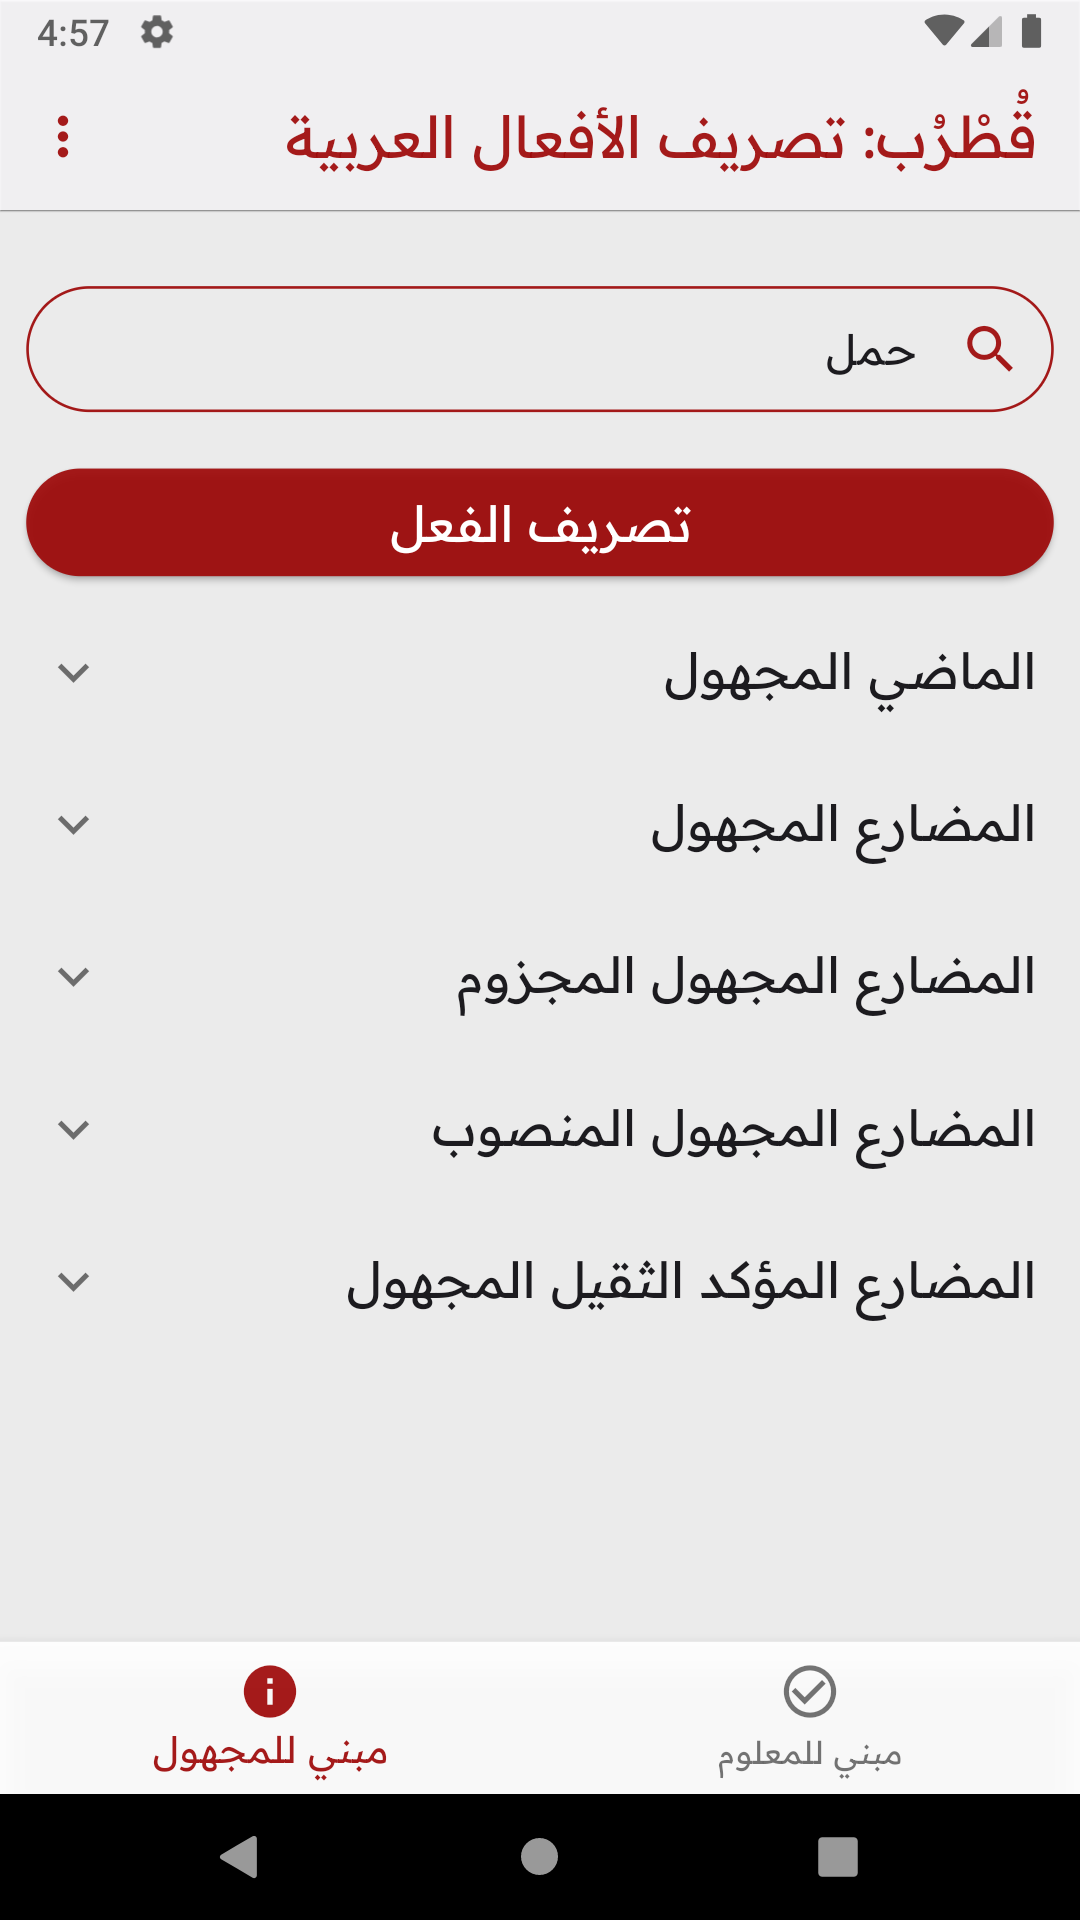 4:57
قُطْرُب: تصريف الأفعال العربية
حمل
تصريف الفعل
الماضي المجهول
المضارع المجهول
المضارع المجهول المجزوم
المضارع المجهول المنصوب
المضارع المؤكد الثقيل المجهول
مبني للمعلوم
مبني للمجهول